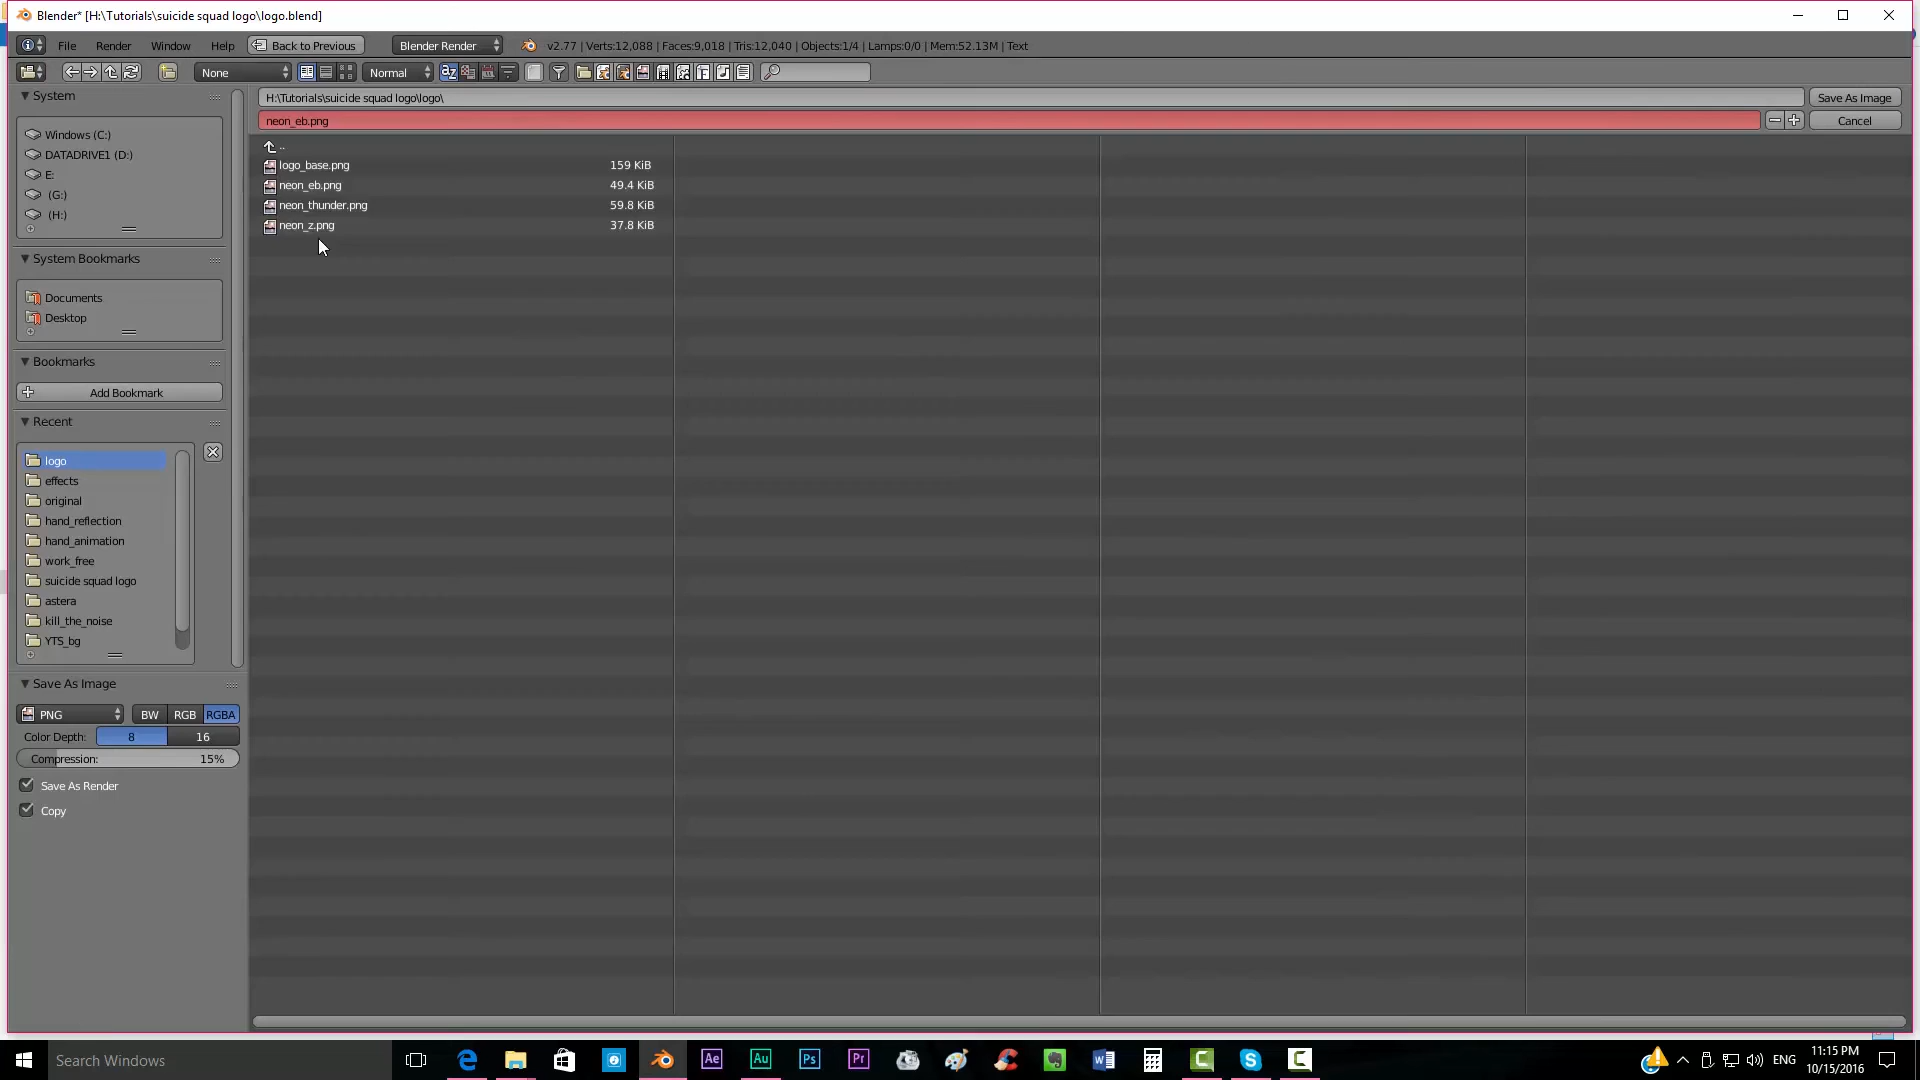 Blender* [H:\Tutorials\suicide squad logo\logo.blend]
File Render Window Help Back to Previous Blender Render v2.77 | Verts:12,088 | Faces:9,018 | Tris:12,040 | Objects:1/4 | Lamps:0/0 | Mem:52.13M | Text
None Normal
System
H:\Tutorials\suicide squad logo\logo\ Save As Image
neon_eb.png Cancel
Windows (C:)
DATADRIVE1 (D:)
E:
(G:)
(H:)
..
logo_base.png 159 KiB
neon_eb.png 49.4 KiB
neon_thunder.png 59.8 KiB
neon_z.png 37.8 KiB
System Bookmarks
Documents
Desktop
Bookmarks
Add Bookmark
Recent
logo
effects
original
hand_reflection
hand_animation
work_free
suicide squad logo
astera
kill_the_noise
YTS_bg
Save As Image
PNG BW RGB RGBA
Color Depth: 8 16
Compression: 15%
Save As Render
Copy
Search Windows
Ae Au Ps Pr
ENG 11:15 PM
10/15/2016